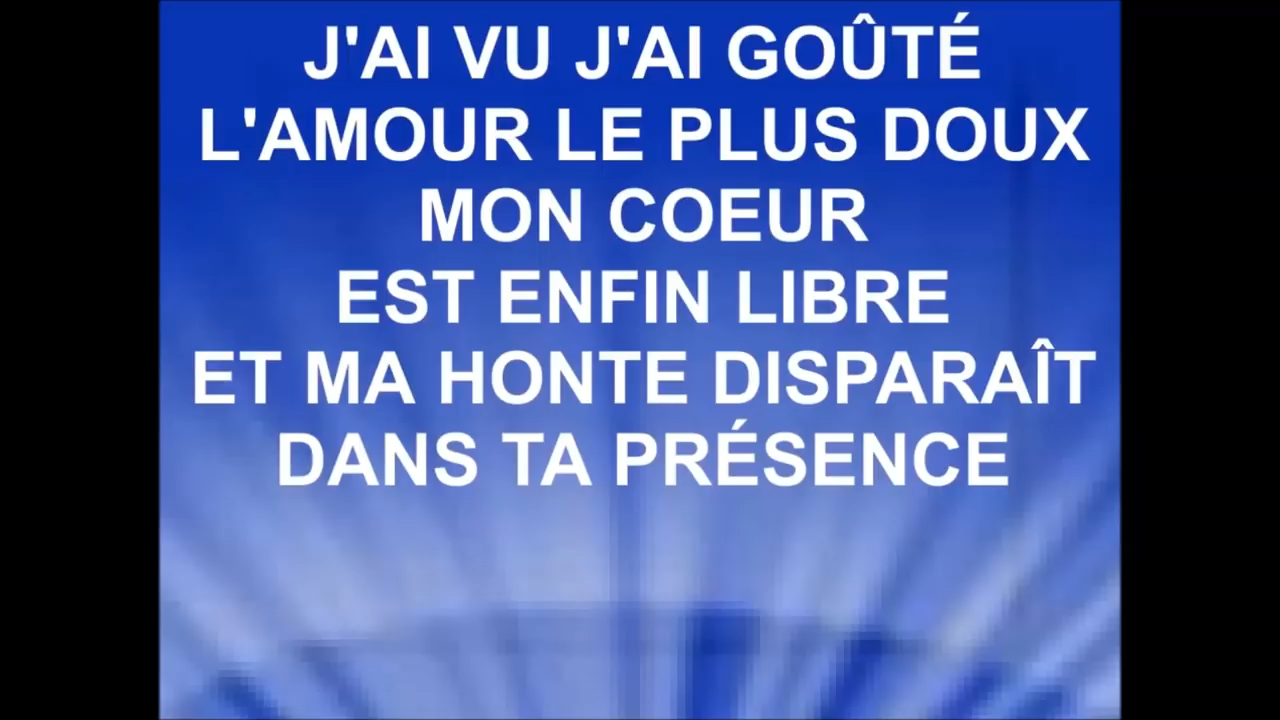 J'AI VU J'AI GOÛTÉ
L'AMOUR LE PLUS DOUX
MON COEUR
EST ENFIN LIBRE
ET MA HONTE DISPARAÎT
DANS TA PRÉSENCE